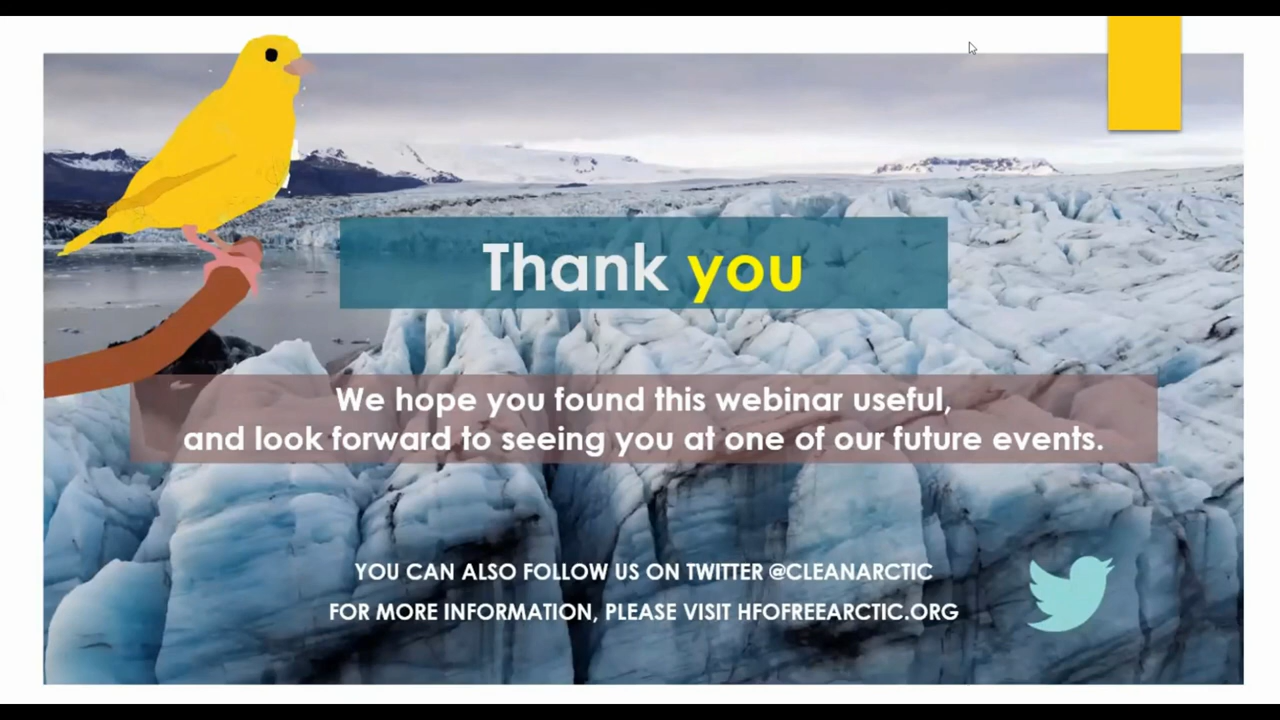 Thank you
We hope you found this webinar useful,
and look forward to seeing you at one of our future events.
YOU CAN ALSO FOLLOW US ON TWITTER @CLEANARCTIC
FOR MORE INFORMATION, PLEASE VISIT HFOFREEARCTIC.ORG